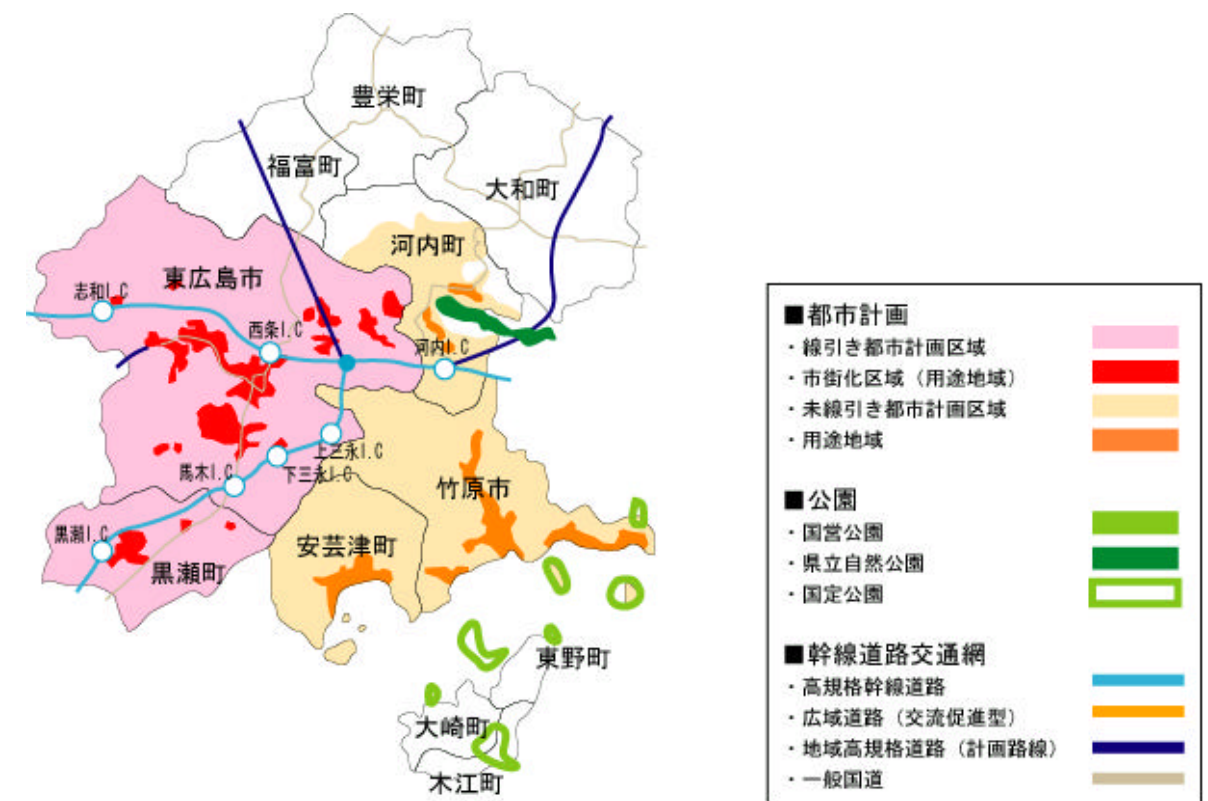 豊栄町
福富町
大和町
河内町
東広島市
志和I.C
西条I.C
河内I.C
上三永I.C
下三永I.C
馬木I.C
竹原市
黒瀬I.C
安芸津町
黒瀬町
東野町
大崎町
木江町
■都市計画
・線引き都市計画区域
・市街化区域（用途地域）
・未線引き都市計画区域
・用途地域
■公園
・国営公園
・県立自然公園
・国定公園
■幹線道路交通網
・高規格幹線道路
・広域道路（交流促進型）
・地域高規格道路（計画路線）
・一般国道